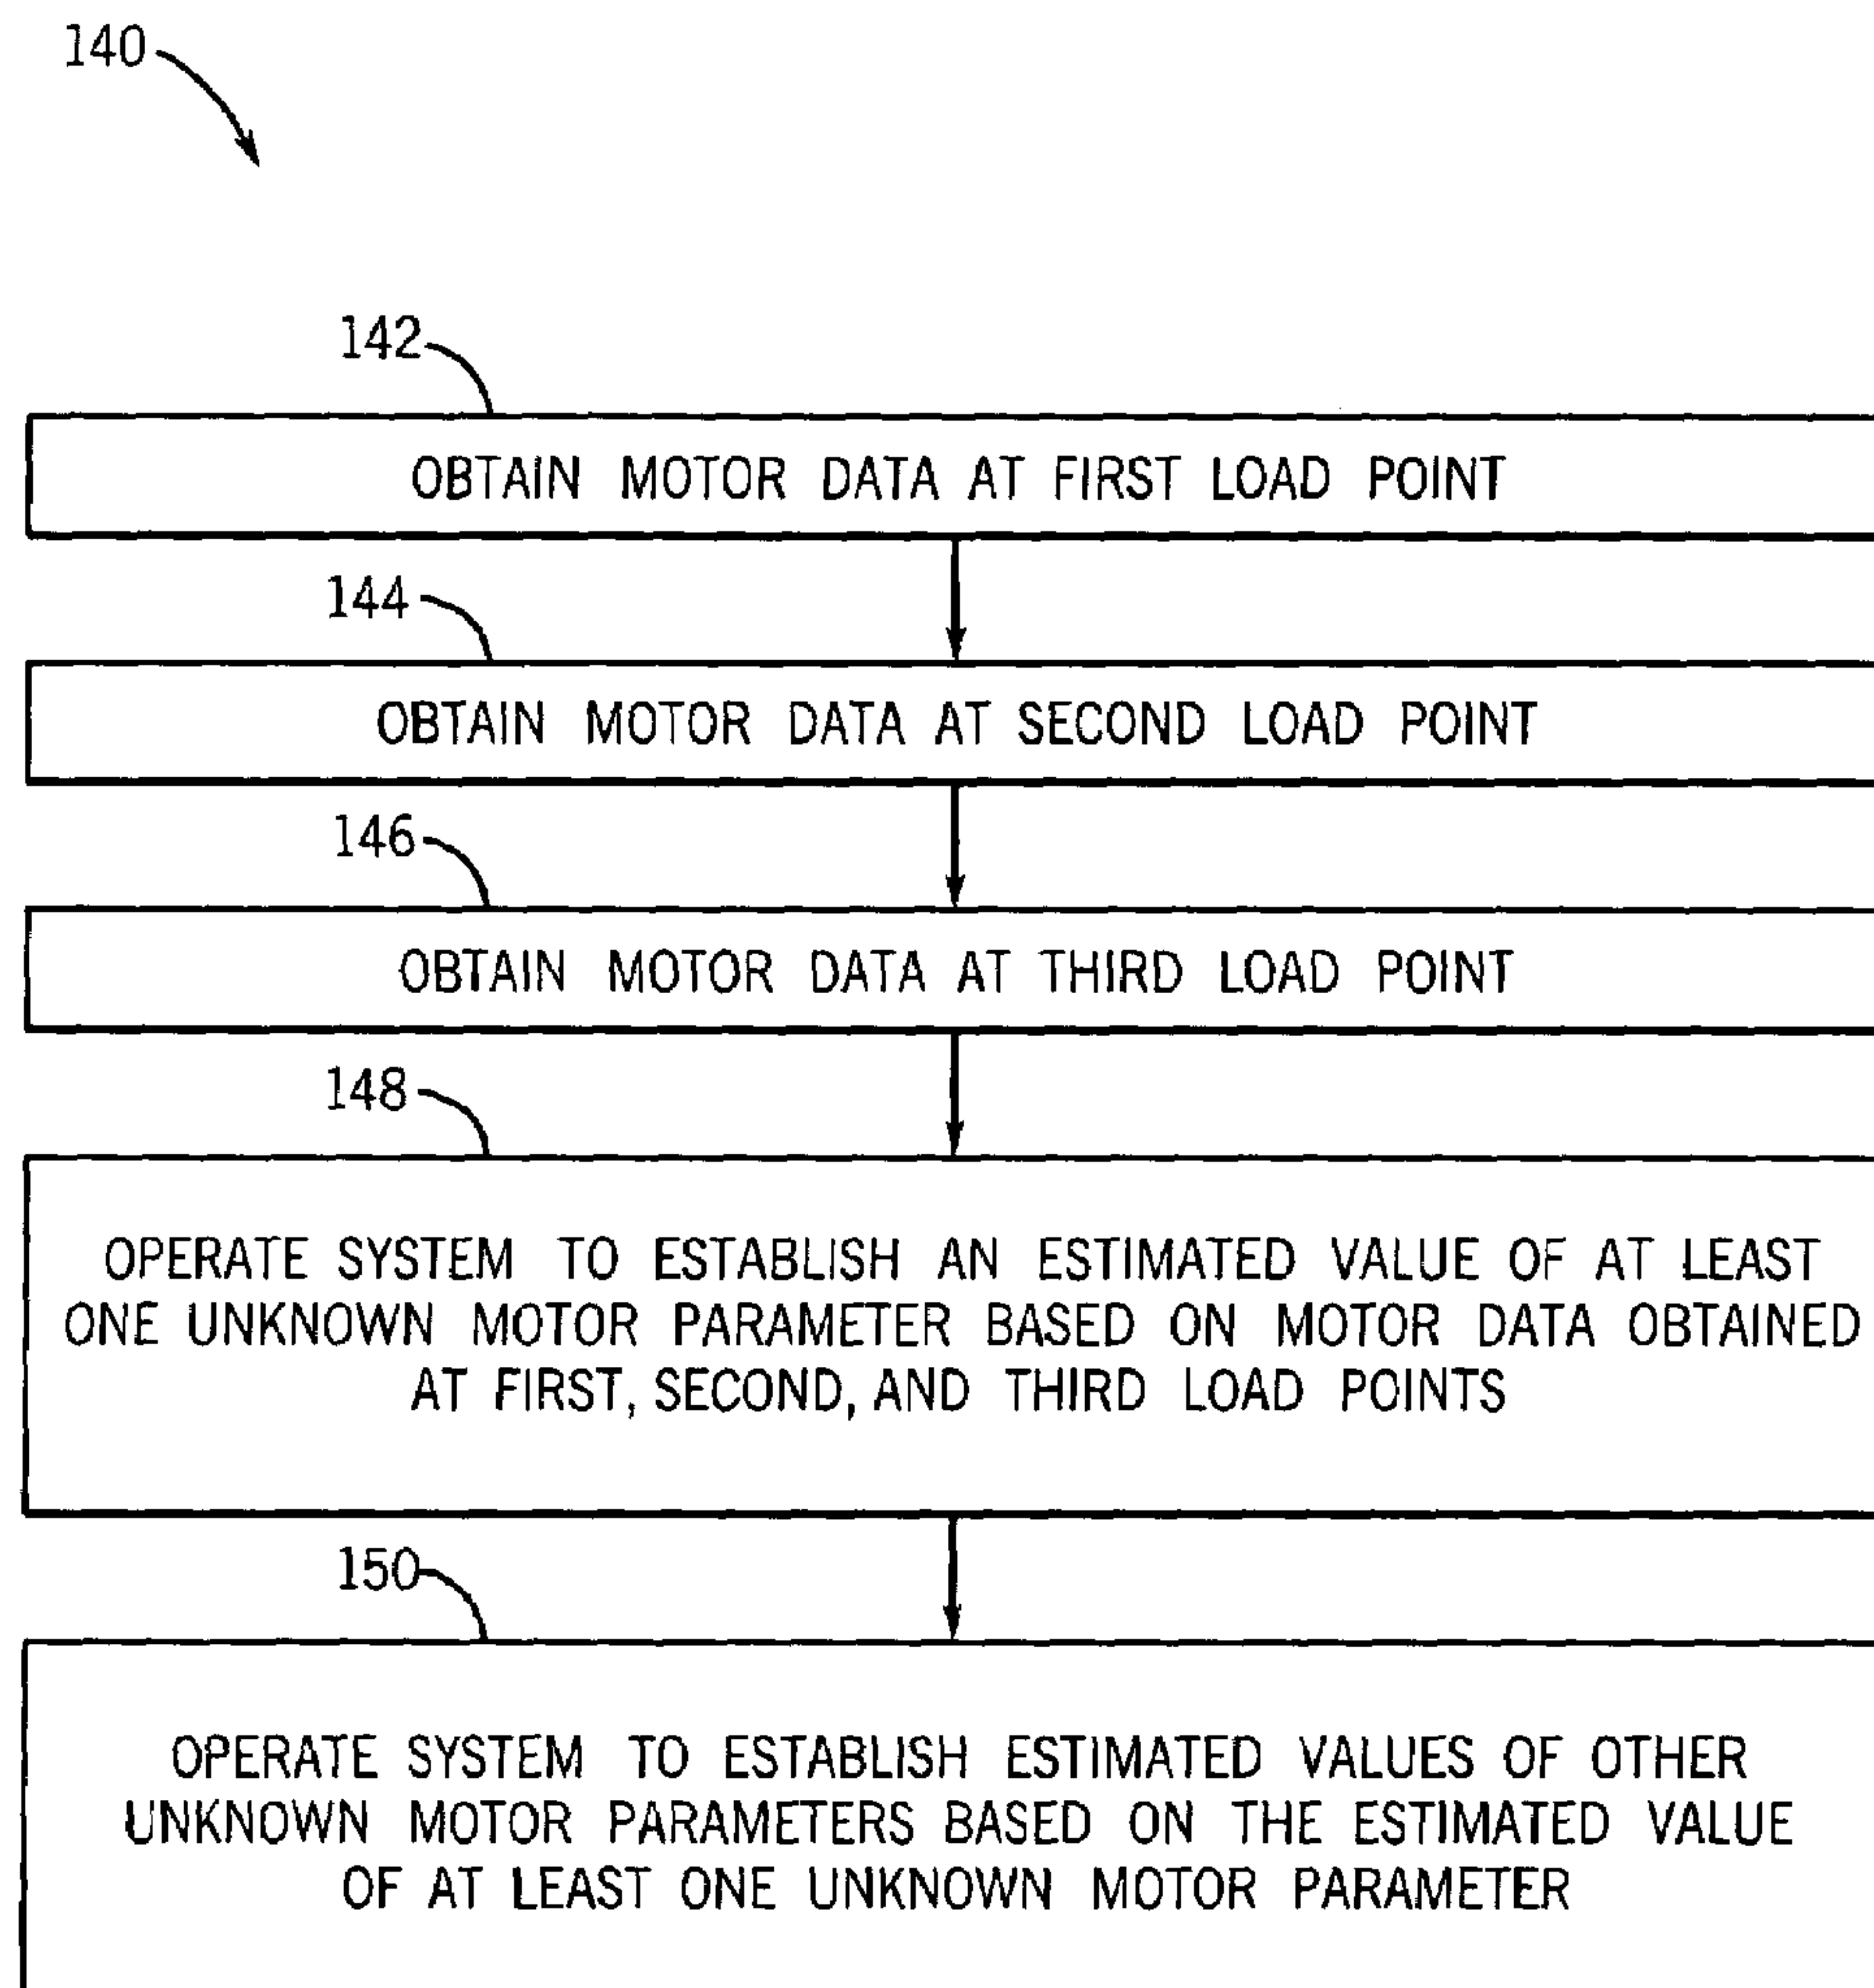 140
142
OBTAIN MOTOR DATA AT FIRST LOAD POINT
144
OBTAIN MOTOR DATA AT SECOND LOAD POINT
146
OBTAIN MOTOR DATA AT THIRD LOAD POINT
148
OPERATE SYSTEM TO ESTABLISH AN ESTIMATED VALUE OF AT LEAST
ONE UNKNOWN MOTOR PARAMETER BASED ON MOTOR DATA OBTAINED
AT FIRST, SECOND, AND THIRD LOAD POINTS
150
OPERATE SYSTEM TO ESTABLISH ESTIMATED VALUES OF OTHER
UNKNOWN MOTOR PARAMETERS BASED ON THE ESTIMATED VALUE
OF AT LEAST ONE UNKNOWN MOTOR PARAMETER